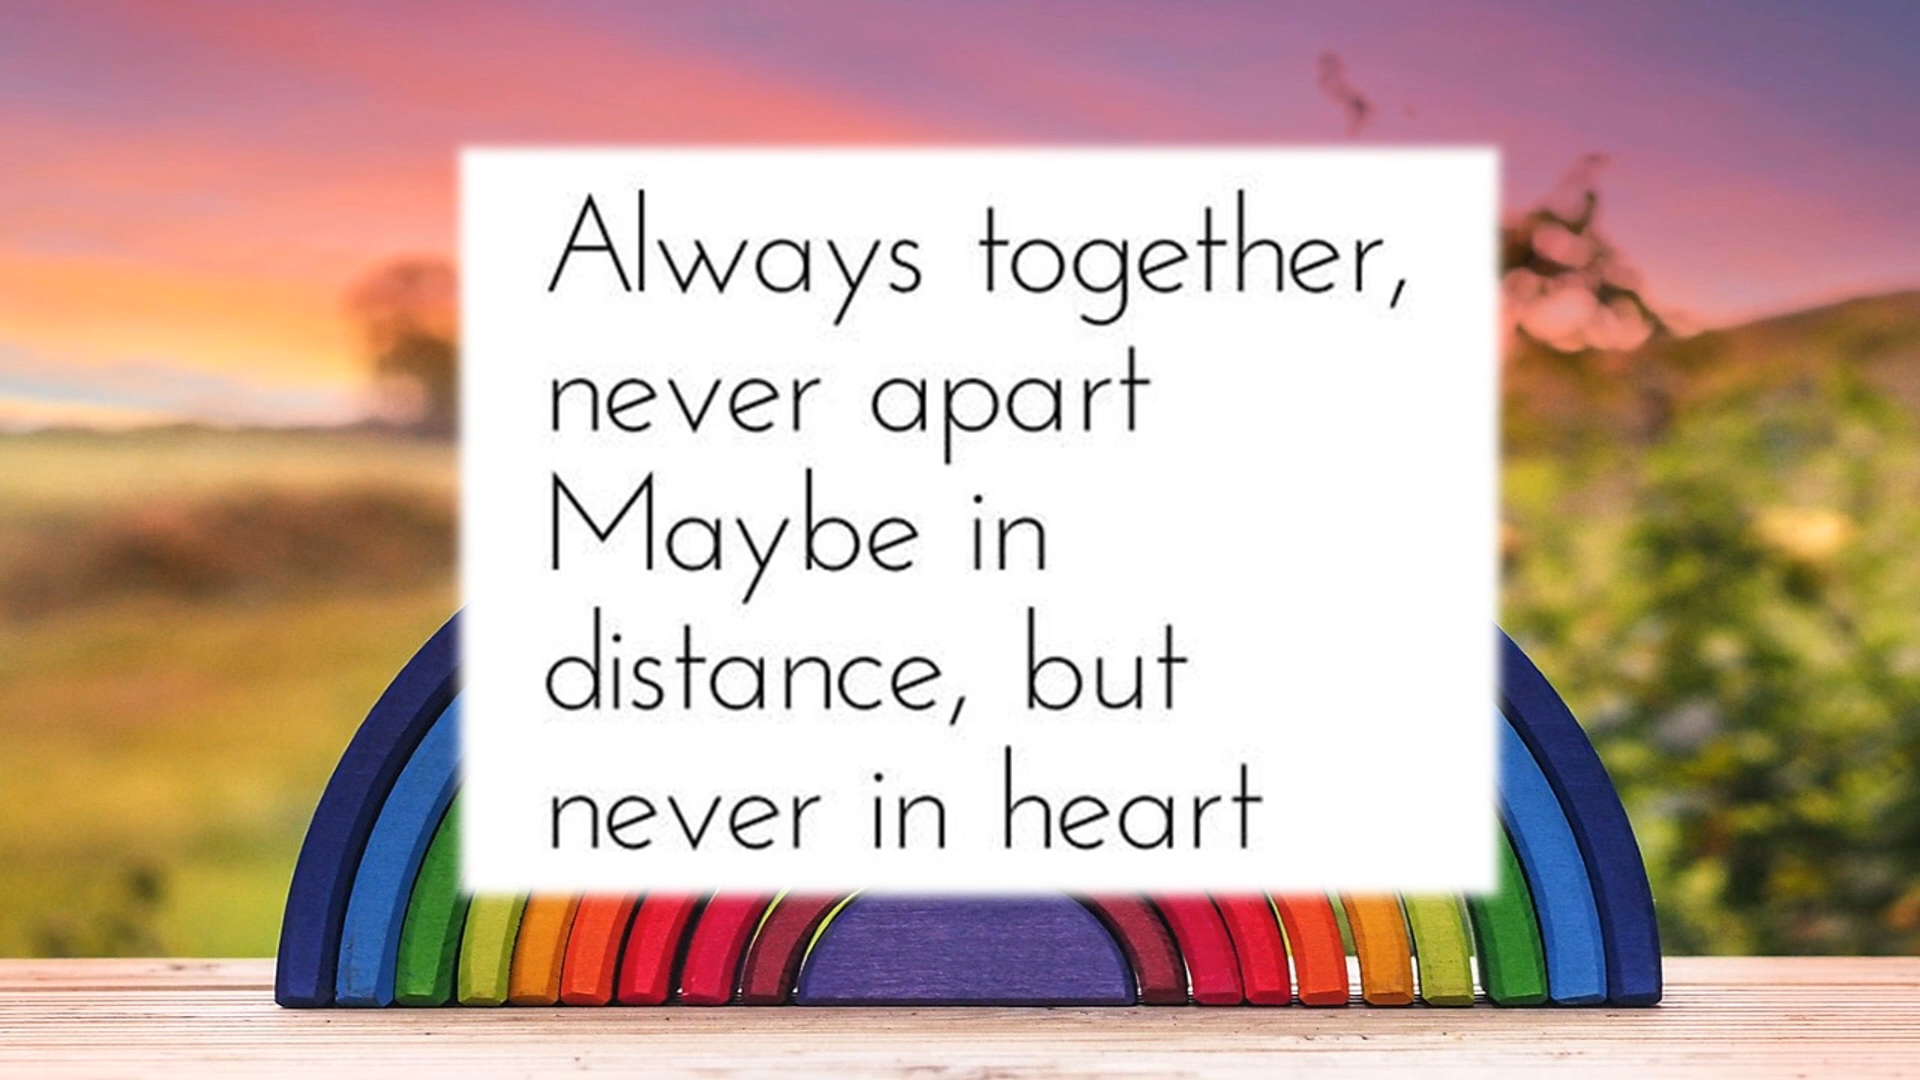 Always together,
never apart
Maybe in
distance, but
never in heart